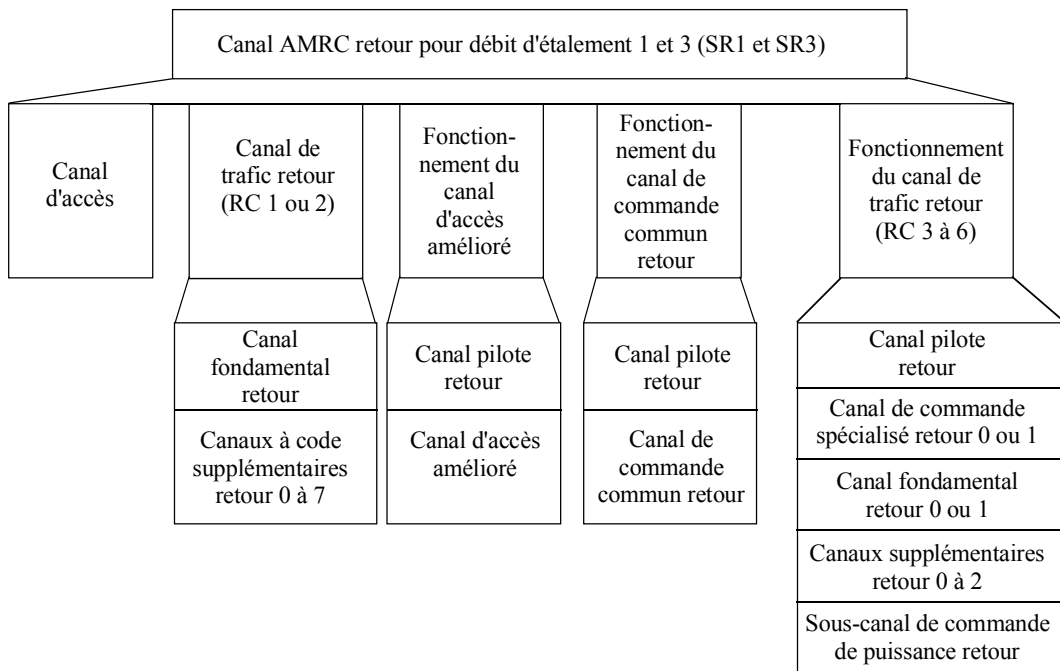 Canal AMRC retour pour débit d'étalement 1 et 3 (SR1 et SR3)
Canal
d'accès
Canal de
trafic retour
(RC 1 ou 2)
Fonction-
nement du
canal
d'accès
amélioré
Fonction-
nement du
canal de
commande
commun
retour
Fonctionnement
du canal de
trafic retour
(RC 3 à 6)
Canal
fondamental
retour
Canaux à code
supplémentaires
retour 0 à 7
Canal pilote
retour
Canal d'accès
amélioré
Canal pilote
retour
Canal de
commande
commun retour
Canal pilote
retour
Canal de commande
spécialisé retour 0 ou 1
Canal fondamental
retour 0 ou 1
Canaux supplémentaires
retour 0 à 2
Sous-canal de commande
de puissance retour